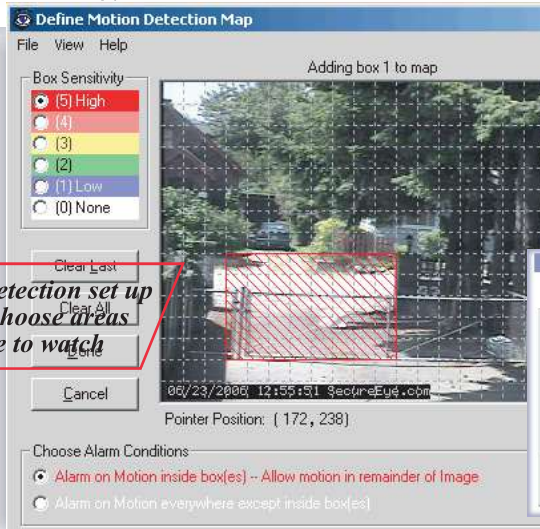 Define Motion Detection Map
File View Help
Adding box 1 to map
Box Sensitivity
(5) High
(4)
(3)
(2)
(1) Low
(0) None
Clear Last
etection set up
Clear All
hoose areas
Done
e to watch
Cancel
06/23/2006 12:55:51 SecureEye.com
Pointer Position: ( 172 , 238)
Choose Alarm Conditions
Alarm on Motion inside box(es) -- Allow motion in remainder of Image
Alarm on Motion everywhere except inside box(es)